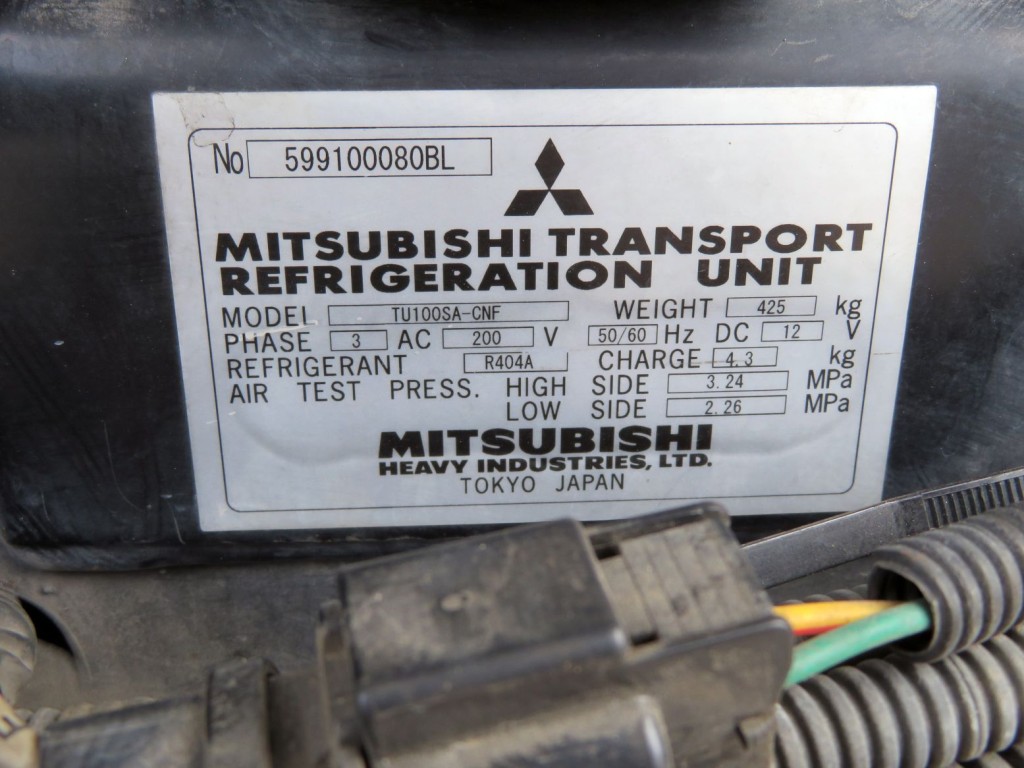 No 599100080BL
MITSUBISHI TRANSPORT
REFRIGERATION UNIT
MODEL TU100SA-CNF WEIGHT 425 kg
PHASE 3 AC 200 V 50/60 Hz DC 12 V
REFRIGERANT R404A CHARGE 4.3 kg
AIR TEST PRESS. HIGH SIDE 3.24 MPa
LOW SIDE 2.26 MPa
MITSUBISHI
HEAVY INDUSTRIES, LTD.
TOKYO JAPAN